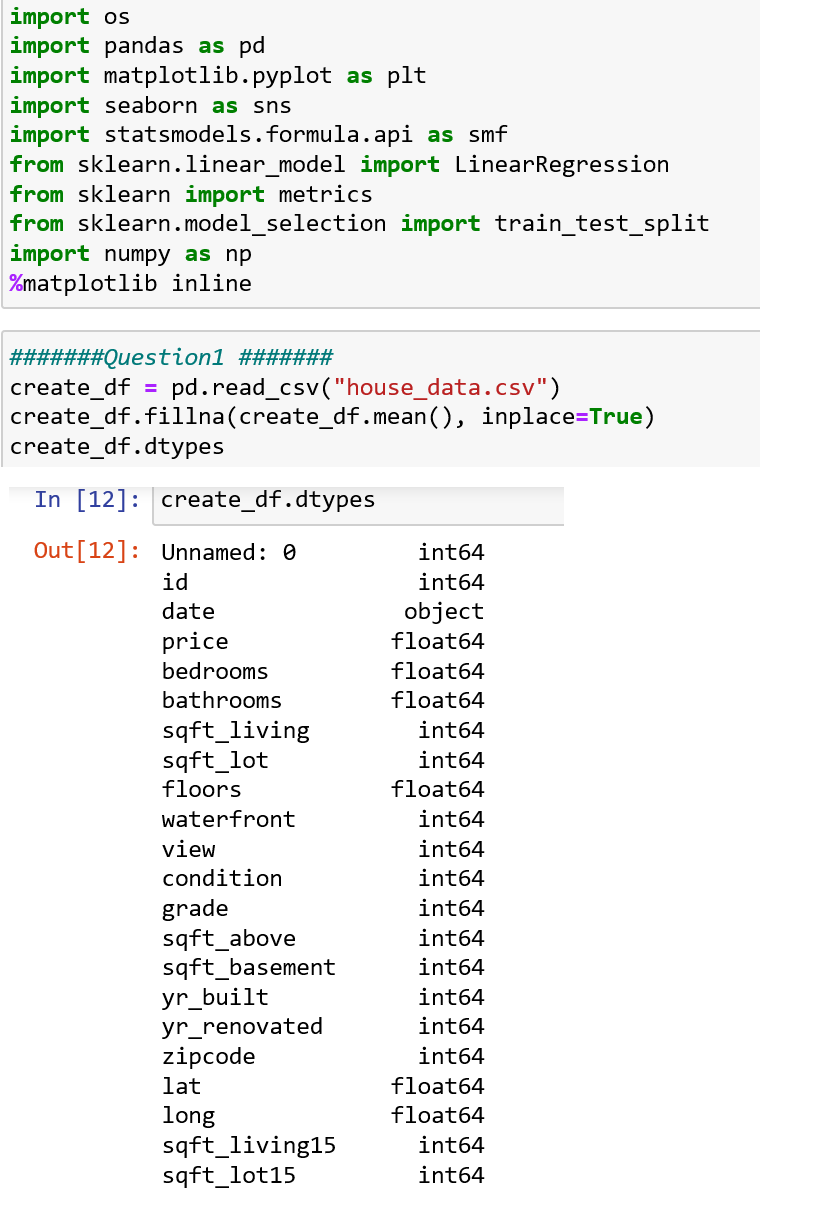 import os
import pandas as pd
import matplotlib.pyplot as plt
import seaborn as sns
import statsmodels.formula.api as smf
from sklearn.linear_model import LinearRegression
from sklearn import metrics
from sklearn.model_selection import train_test_split
import numpy as np
%matplotlib inline
#######Question1 #######
create_df = pd.read_csv("house_data.csv")
create_df.fillna(create_df.mean(), inplace=True)
create_df.dtypes
In [12]: create_df.dtypes
Out[12]: Unnamed: 0 int64
id int64
date object
price float64
bedrooms float64
bathrooms float64
sqft_living int64
sqft_lot int64
floors float64
waterfront int64
view int64
condition int64
grade int64
sqft_above int64
sqft_basement int64
yr_built int64
yr_renovated int64
zipcode int64
lat float64
long float64
sqft_living15 int64
sqft_lot15 int64